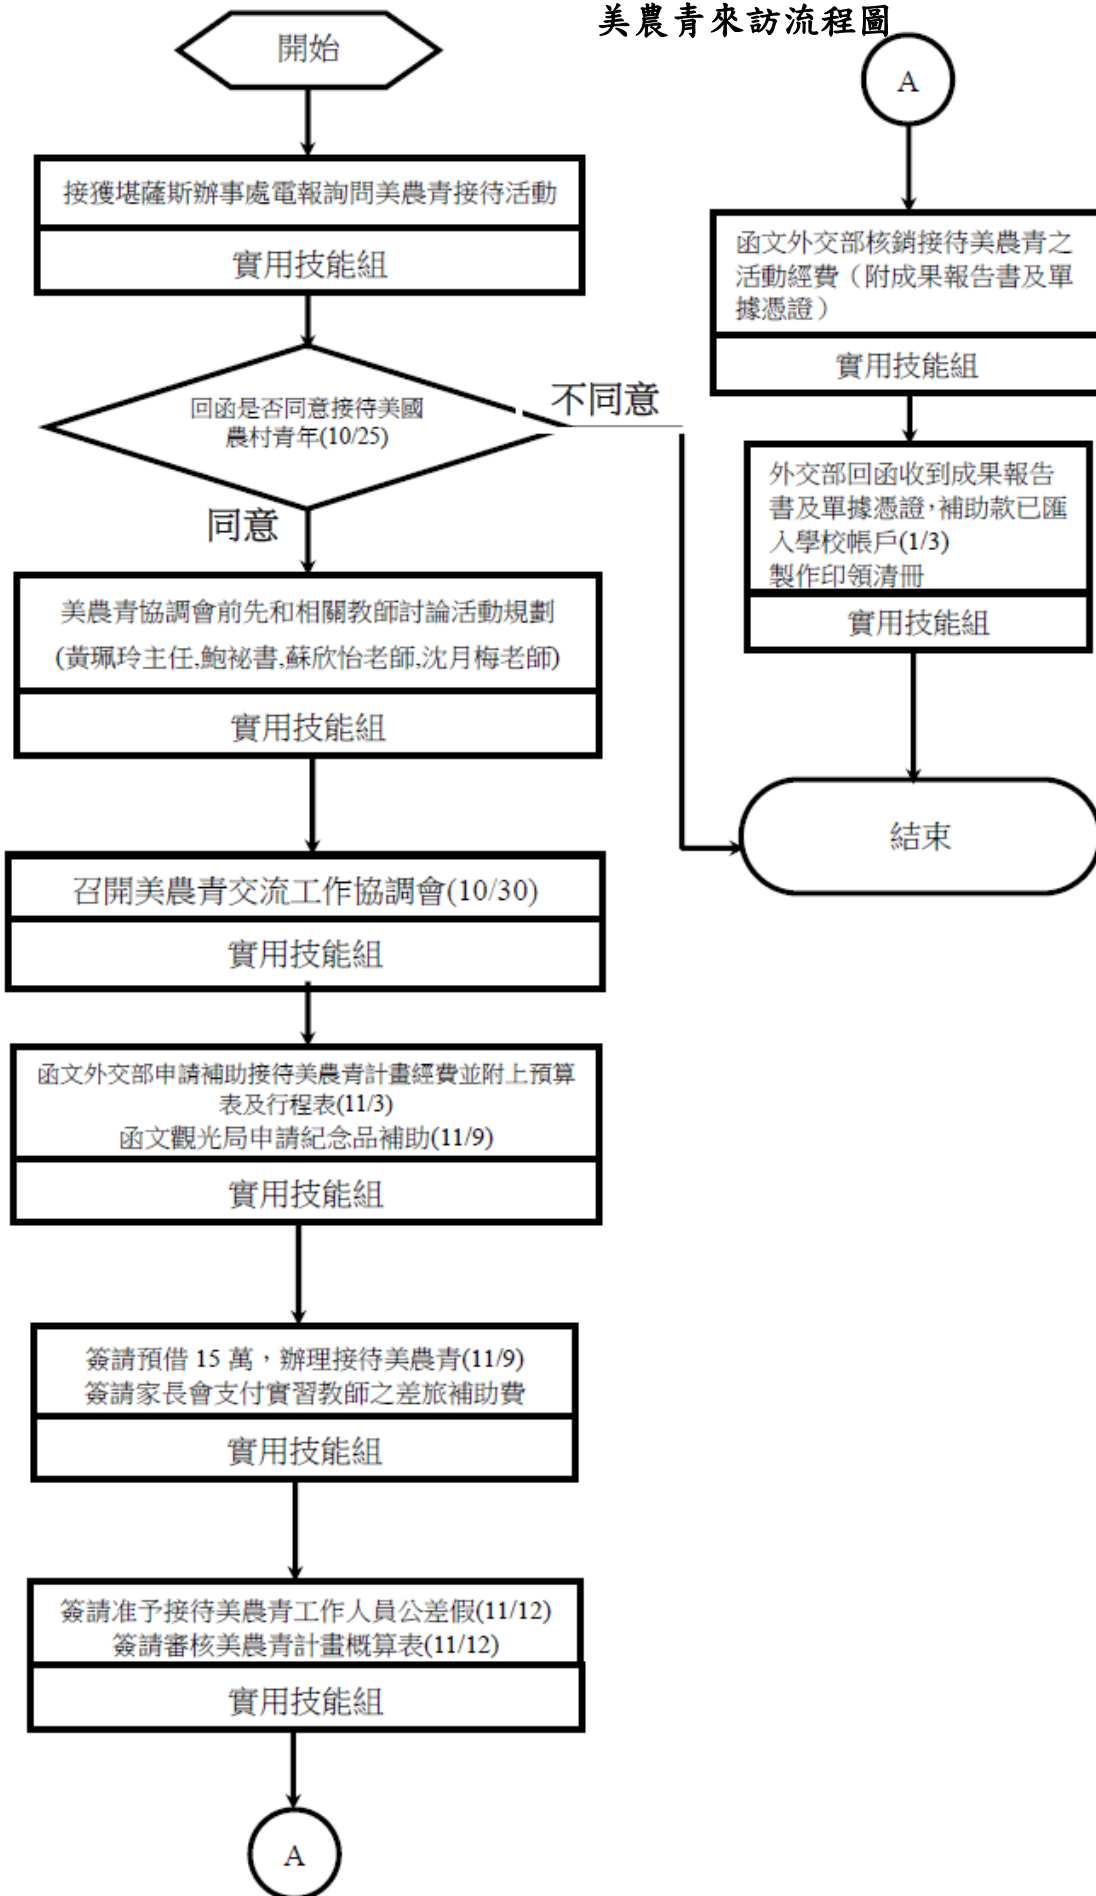 美農青來訪流程圖
開始
接獲堪薩斯辦事處電報詢問美農青接待活動
實用技能組
回函是否同意接待美國
農村青年(10/25)
不同意
同意
美農青協調會前先和相關教師討論活動規劃
(黃珮玲主任,鮑祕書,蘇欣怡老師,沈月梅老師)
實用技能組
召開美農青交流工作協調會(10/30)
實用技能組
函文外交部申請補助接待美農青計畫經費並附上預算
表及行程表(11/3)
函文觀光局申請紀念品補助(11/9)
實用技能組
簽請預借 15 萬，辦理接待美農青(11/9)
簽請家長會支付實習教師之差旅補助費
實用技能組
簽請准予接待美農青工作人員公差假(11/12)
簽請審核美農青計畫概算表(11/12)
實用技能組
A
A
函文外交部核銷接待美農青之
活動經費（附成果報告書及單
據憑證）
實用技能組
外交部回函收到成果報告
書及單據憑證，補助款已匯
入學校帳戶(1/3)
製作印領清冊
實用技能組
結束